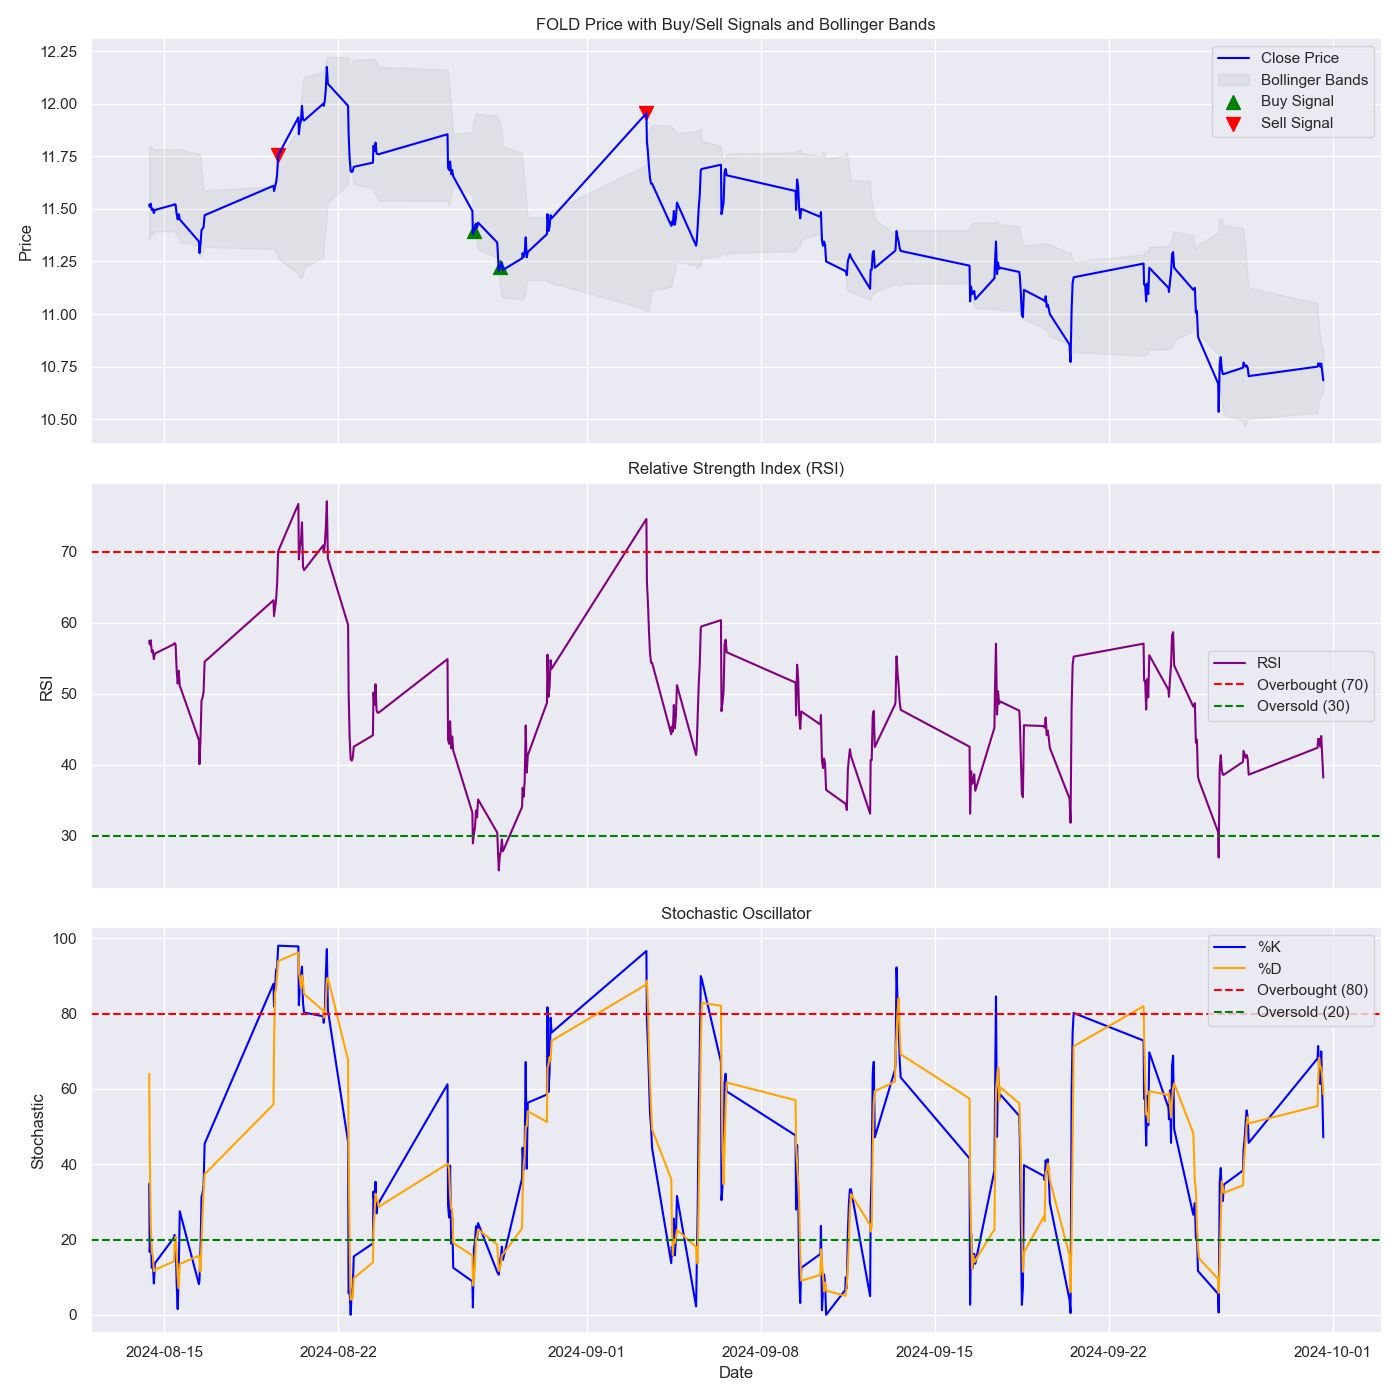 FOLD Price with Buy/Sell Signals and Bollinger Bands
Price
12.25
12.00
11.75
11.50
11.25
11.00
10.75
10.50
Close Price
Bollinger Bands
Buy Signal
Sell Signal
Relative Strength Index (RSI)
RSI
70
60
50
40
30
RSI
Overbought (70)
Oversold (30)
Stochastic Oscillator
Stochastic
100
80
60
40
20
0
%K
%D
Overbought (80)
Oversold (20)
2024-08-15
2024-08-22
2024-09-01
2024-09-08
2024-09-15
2024-09-22
2024-10-01
Date